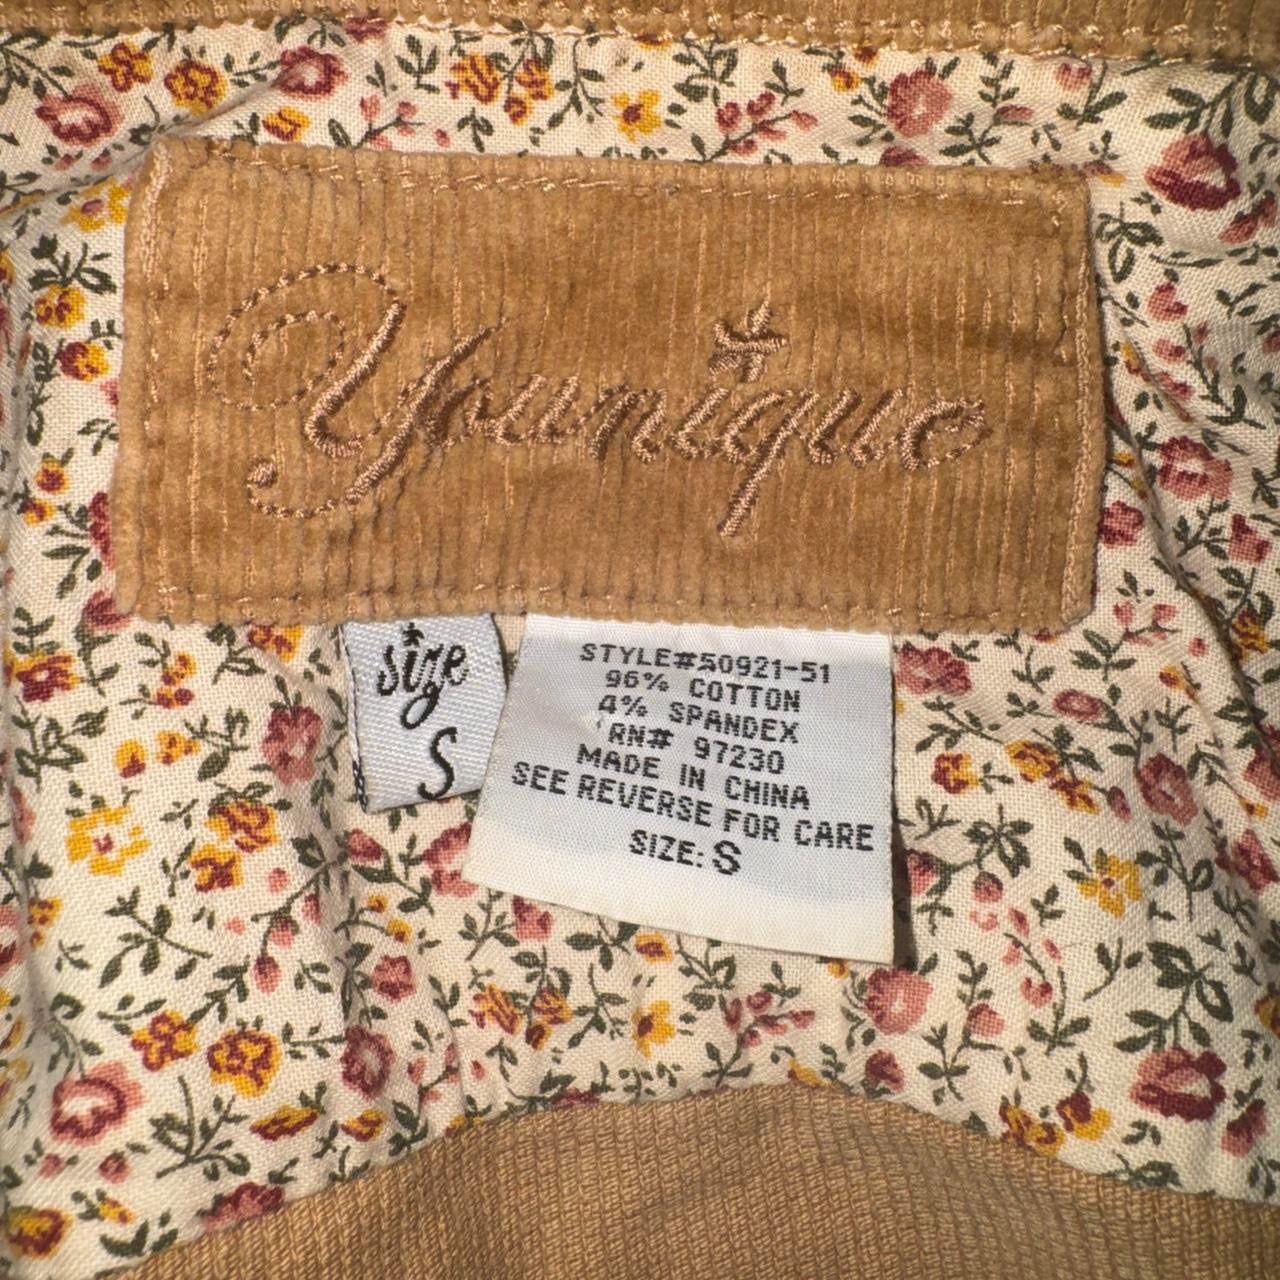 Younique
size
S
STYLE#50921-51
96% COTTON
4% SPANDEX
RN# 97230
MADE IN CHINA
SEE REVERSE FOR CARE
SIZE: S